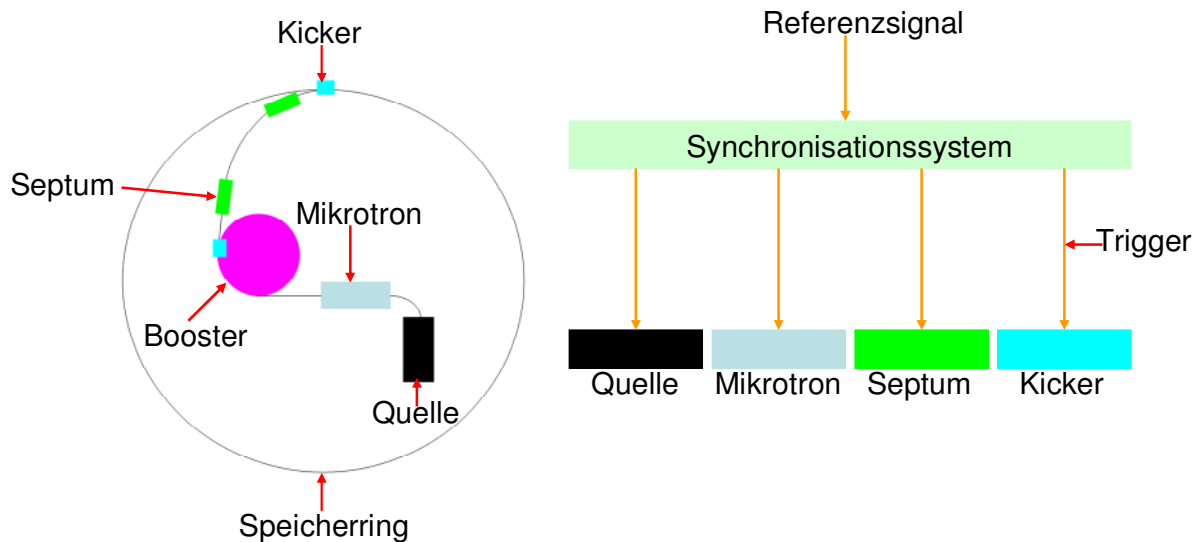 Kicker
Septum
Mikrotron
Booster
Quelle
Speicherring
Referenzsignal
Synchronisationssystem
Trigger
Quelle
Mikrotron
Septum
Kicker